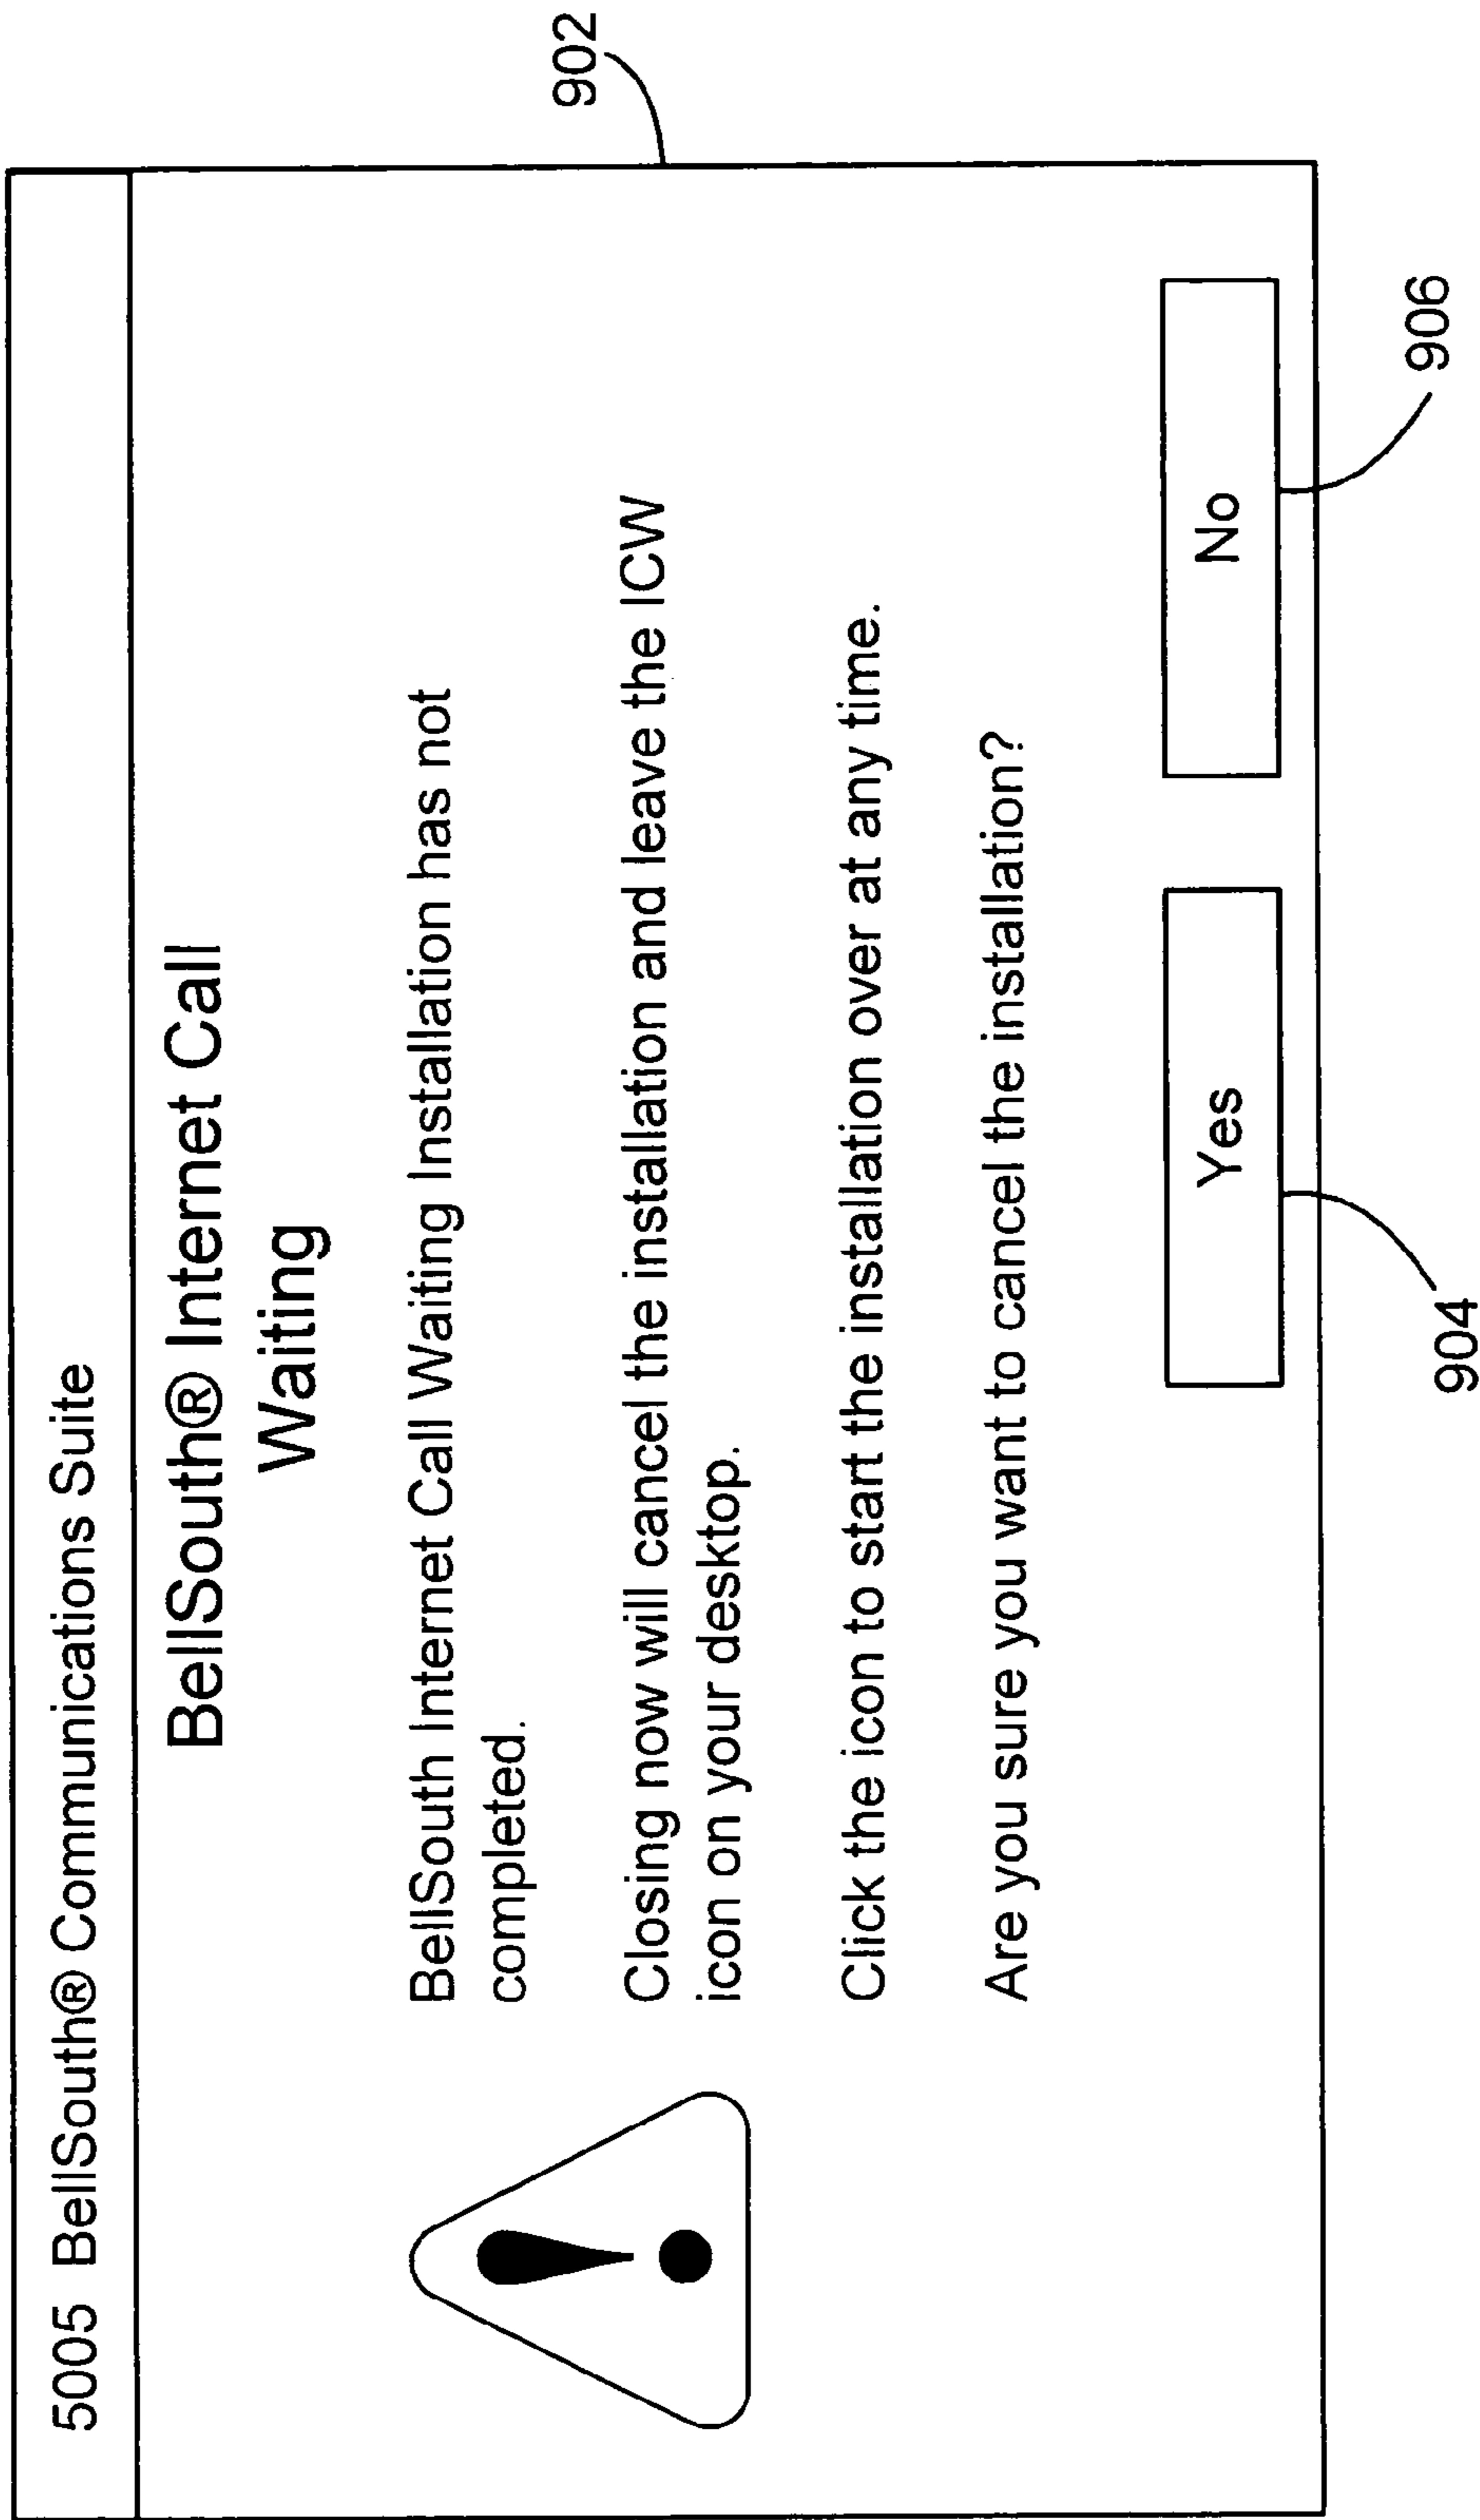 5005 BellSouth® Communications Suite
BellSouth® Internet Call
Waiting
BellSouth Internet Call Waiting Installation has not
completed.
Closing now will cancel the installation and leave the ICW
icon on your desktop.
Click the icon to start the installation over at any time.
Are you sure you want to cancel the installation?
Yes
No
902
904
906